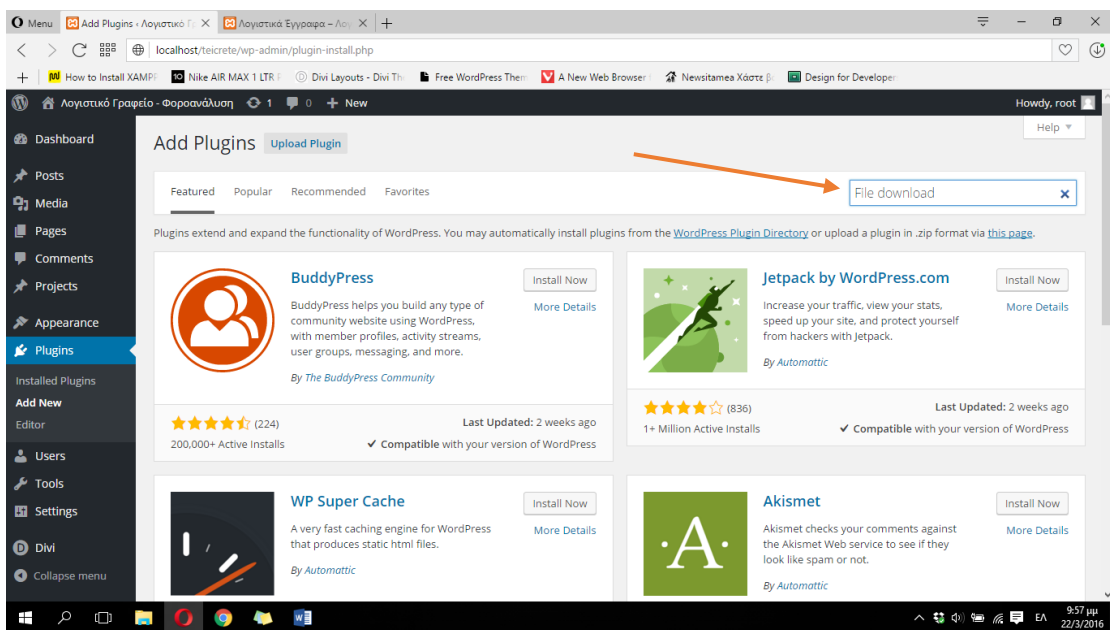 Menu
Add Plugins ‹ Λογιστικό Γρ
Λογιστικά Έγγραφα – Λογ
localhost/teicrete/wp-admin/plugin-install.php
How to Install XAMPP
Nike AIR MAX 1 LTR
Divi Layouts - Divi Th
Free WordPress Them
A New Web Browser
Newsitamea Χάστε β
Design for Developer
Λογιστικό Γραφείο - Φοροανάλυση
1
0
New
Howdy, root
Help
Dashboard
Posts
Media
Pages
Comments
Projects
Appearance
Plugins
Installed Plugins
Add New
Editor
Users
Tools
Settings
Divi
Collapse menu
Add Plugins
Upload Plugin
Featured
Popular
Recommended
Favorites
File download
Plugins extend and expand the functionality of WordPress. You may automatically install plugins from the WordPress Plugin Directory or upload a plugin in .zip format via this page.
BuddyPress
Install Now
More Details
BuddyPress helps you build any type of
community website using WordPress,
with member profiles, activity streams,
user groups, messaging, and more.
By The BuddyPress Community
(224)
200,000+ Active Installs
Last Updated: 2 weeks ago
Compatible with your version of WordPress
Jetpack by WordPress.com
Install Now
More Details
Increase your traffic, view your stats,
speed up your site, and protect yourself
from hackers with Jetpack.
By Automattic
(836)
1+ Million Active Installs
Last Updated: 2 weeks ago
Compatible with your version of WordPress
WP Super Cache
Install Now
More Details
A very fast caching engine for WordPress
that produces static html files.
By Automattic
Akismet
Install Now
More Details
·A·
Akismet checks your comments against
the Akismet Web service to see if they
look like spam or not.
By Automattic
ΕΛ
9:57 μμ
22/3/2016